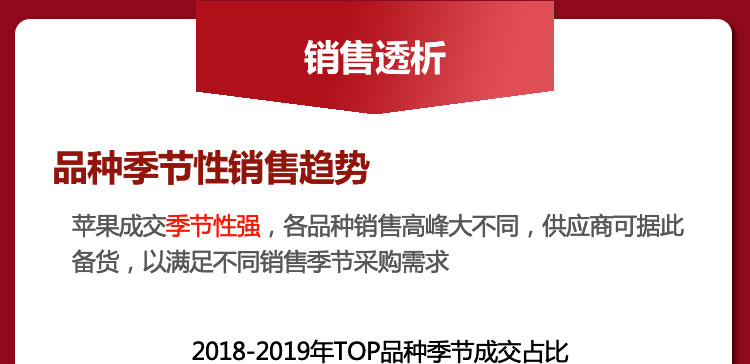 销售透析
品种季节性销售趋势
苹果成交季节性强，各品种销售高峰大不同，供应商可据此
备货，以满足不同销售季节采购需求
2018-2019年TOP品种季节成交占比